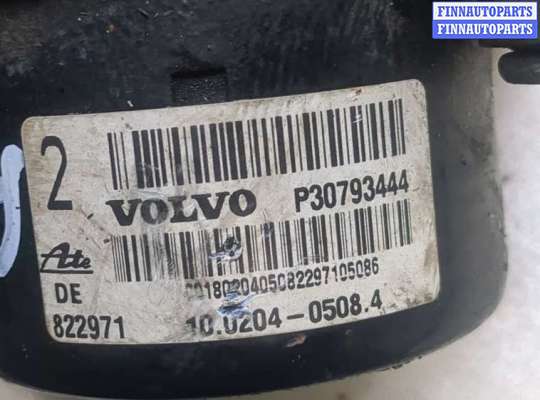 FINNAUTOPARTS
FINNAUTOPARTS
2
VOLVO
P30793444
Ate
DE
822971
10.0204-0508.4